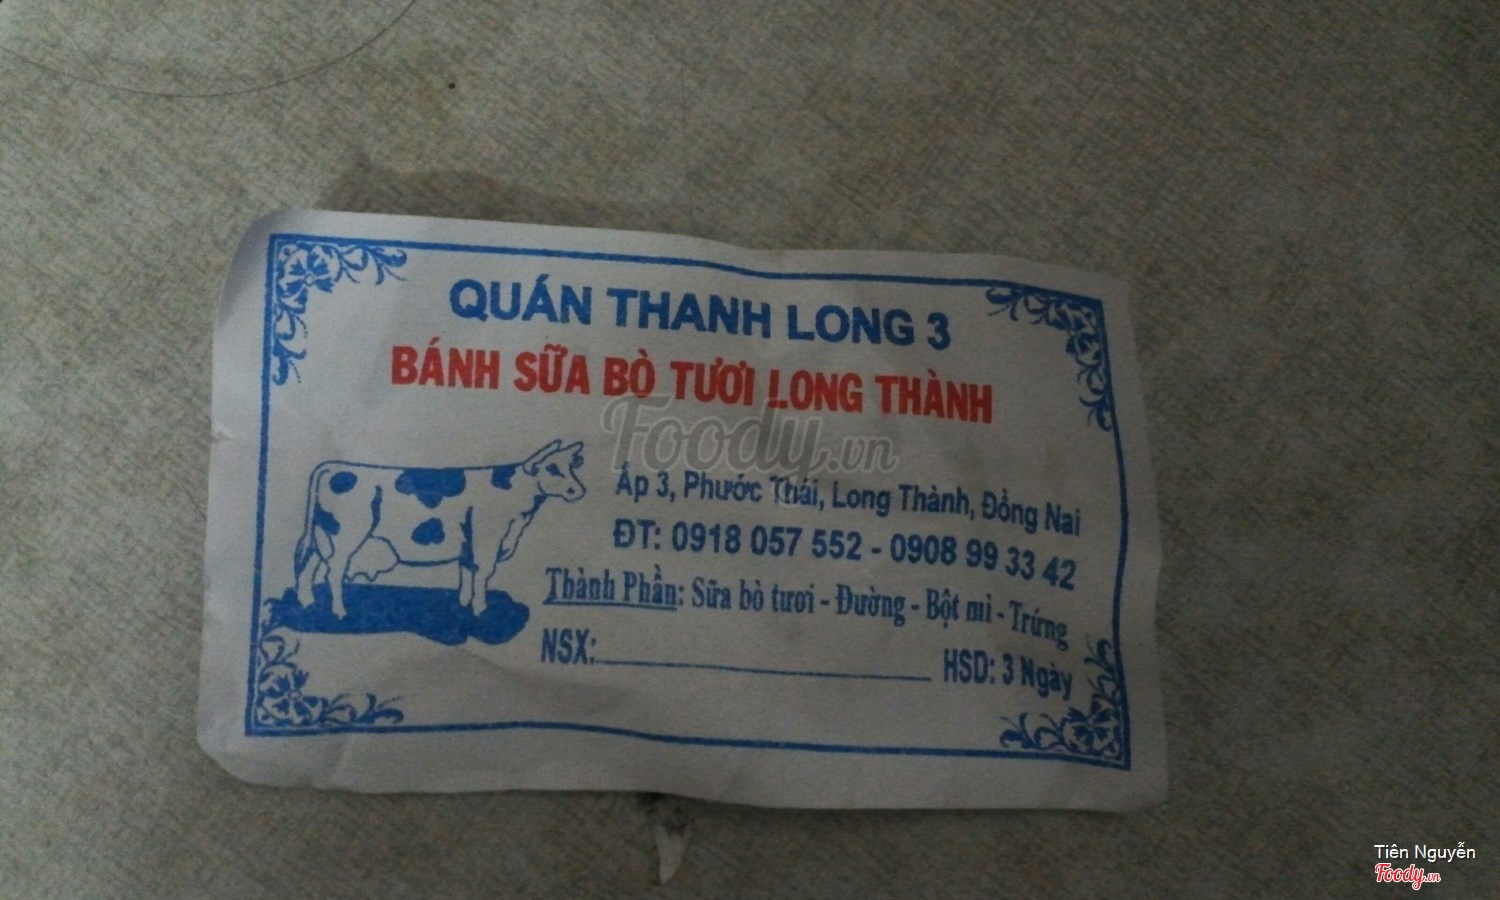 QUÁN THANH LONG 3
BÁNH SỮA BÒ TƯƠI LONG THÀNH
Foody.vn
Ấp 3, Phước Thái, Long Thành, Đồng Nai
ĐT: 0918 057 552 - 0908 99 33 42
Thành Phần: Sữa bò tươi - Đường - Bột mì - Trứng
NSX: HSD: 3 Ngày
Tiên Nguyễn
Foody.vn